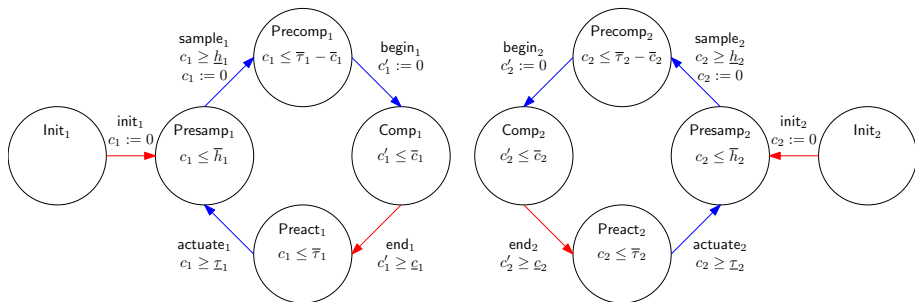 Init₁
init₁
c₁ := 0
Presamp₁
c₁ ≤ h̅₁
sample₁
c₁ ≥ h̲₁
c₁ := 0
Precomp₁
c₁ ≤ τ̅₁ − c̅₁
begin₁
c′₁ := 0
Comp₁
c′₁ ≤ c̅₁
end₁
c′₁ ≥ c̲₁
Preact₁
c₁ ≤ τ̅₁
actuate₁
c₁ ≥ τ̲₁
Precomp₂
c₂ ≤ τ̅₂ − c̅₂
begin₂
c′₂ := 0
Comp₂
c′₂ ≤ c̅₂
end₂
c′₂ ≥ c̲₂
Preact₂
c₂ ≤ τ̅₂
actuate₂
c₂ ≥ τ̲₂
Presamp₂
c₂ ≤ h̅₂
sample₂
c₂ ≥ h̲₂
c₂ := 0
init₂
c₂ := 0
Init₂